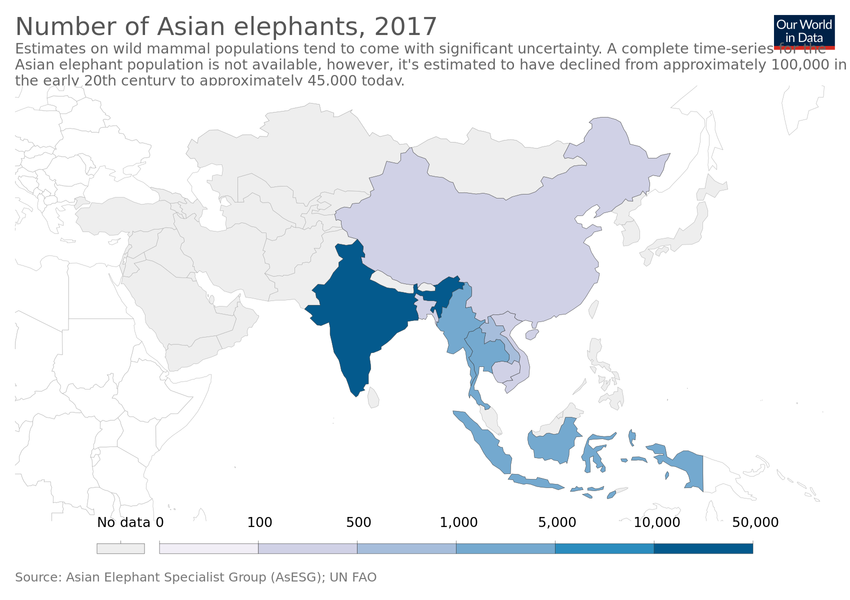 Number of Asian elephants, 2017
Our World
in Data
Estimates on wild mammal populations tend to come with significant uncertainty. A complete time-series for the
Asian elephant population is not available, however, it's estimated to have declined from approximately 100,000 in
the early 20th century to approximately 45,000 today.
No data 0 100 500 1,000 5,000 10,000 50,000
Source: Asian Elephant Specialist Group (AsESG); UN FAO